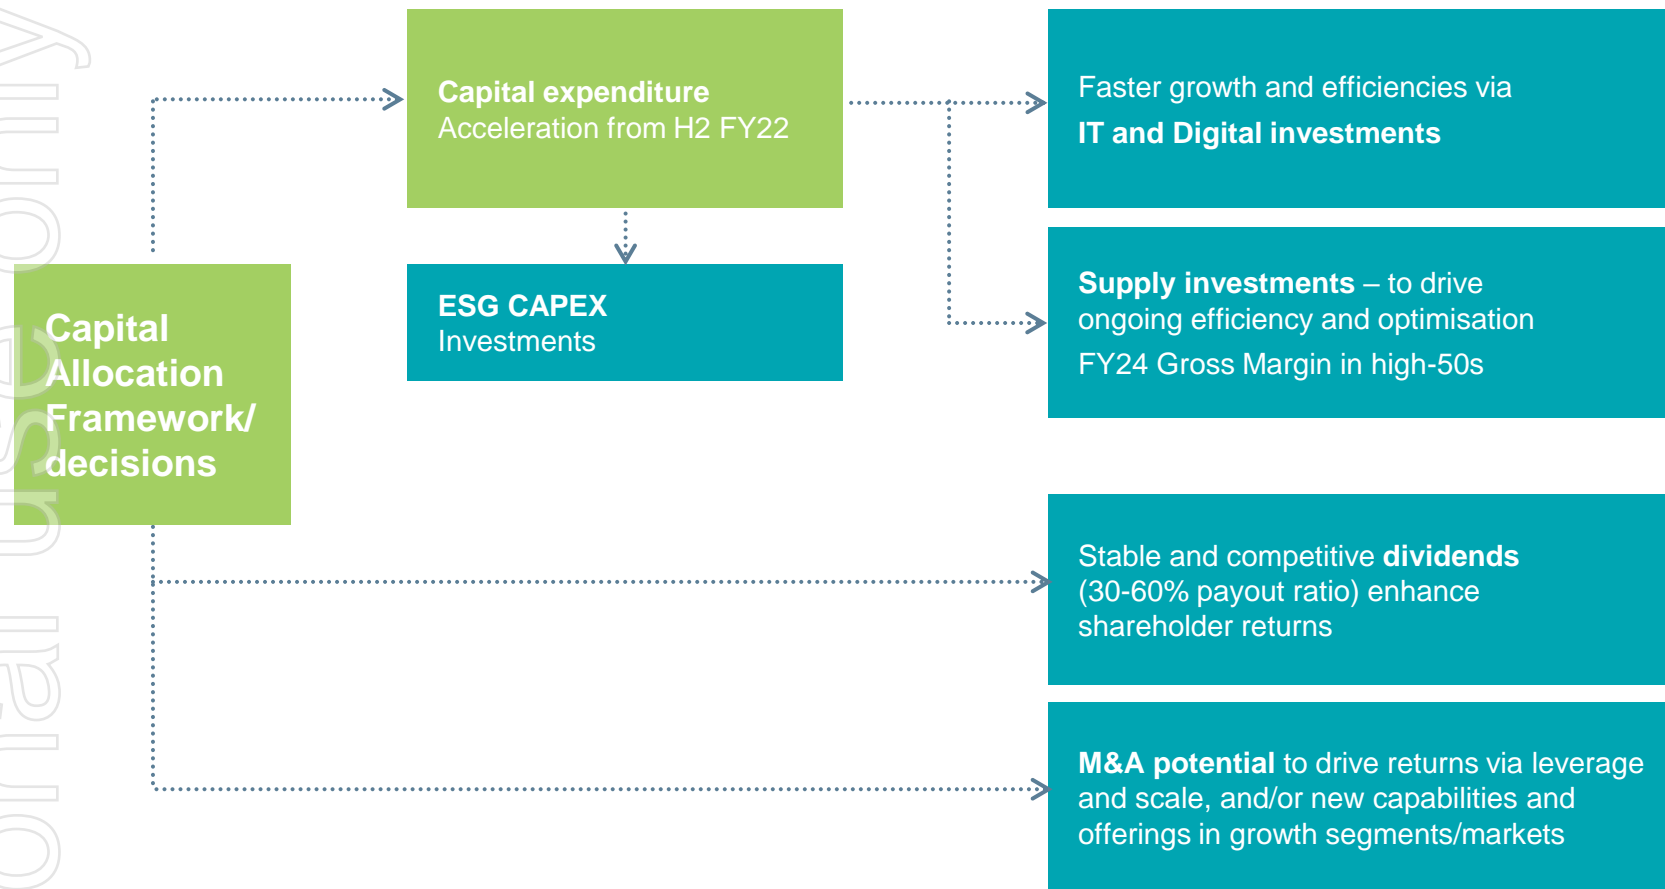 Capital expenditure
Acceleration from H2 FY22
Faster growth and efficiencies via
IT and Digital investments
ESG CAPEX
Investments
Supply investments – to drive
ongoing efficiency and optimisation
FY24 Gross Margin in high-50s
Capital
Allocation
Framework/
decisions
Stable and competitive dividends
(30-60% payout ratio) enhance
shareholder returns
M&A potential to drive returns via leverage
and scale, and/or new capabilities and
offerings in growth segments/markets
onal use only